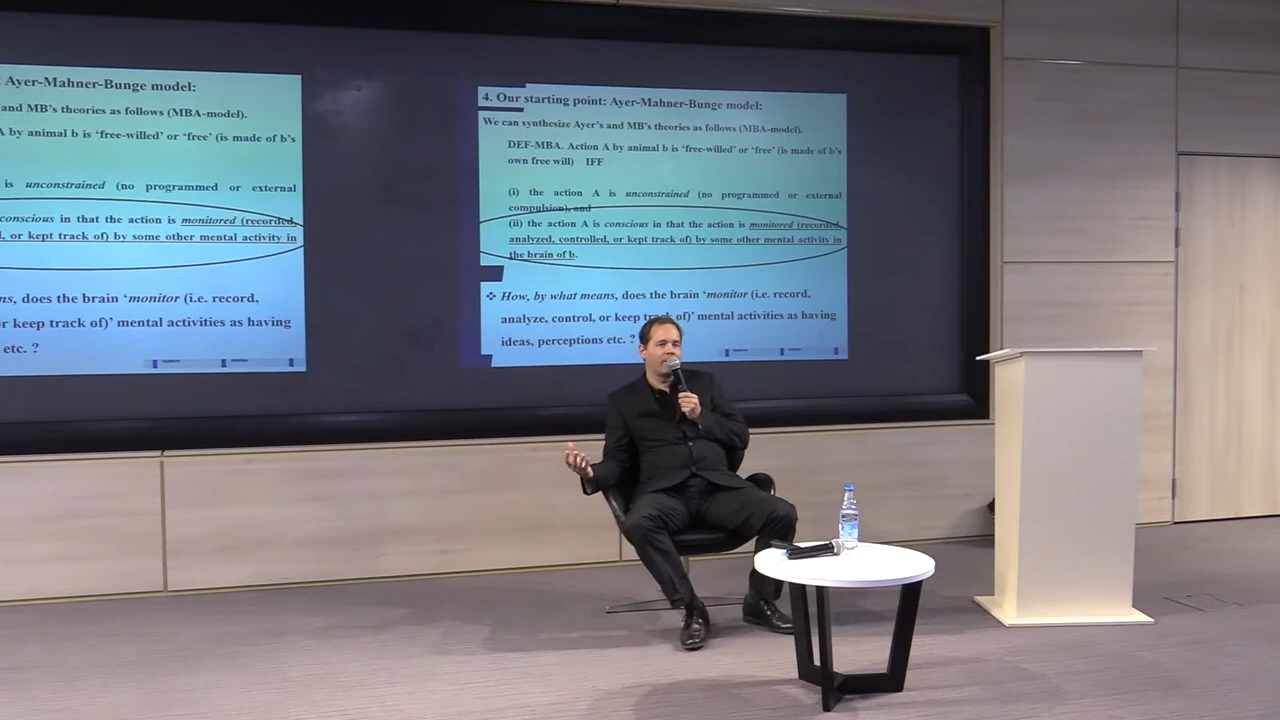 : Ayer-Mahner-Bunge model:
and MB's theories as follows (MBA-model).
A by animal b is 'free-willed' or 'free' (is made of b's
is unconstrained (no programmed or external
conscious in that the action is monitored (recorded,
, or kept track of) by some other mental activity in
ns, does the brain 'monitor (i.e. record,
or keep track of)' mental activities as having
etc. ?
4. Our starting point: Ayer-Mahner-Bunge model:
We can synthesize Ayer's and MB's theories as follows (MBA-model).
DEF-MBA. Action A by animal b is 'free-willed' or 'free' (is made of b's
own free will) IFF
(i) the action A is unconstrained (no programmed or external
compulsion), and
(ii) the action A is conscious in that the action is monitored (recorded,
analyzed, controlled, or kept track of) by some other mental activity in
the brain of b.
❖ How, by what means, does the brain 'monitor (i.e. record,
analyze, control, or keep track of)' mental activities as having
ideas, perceptions etc. ?